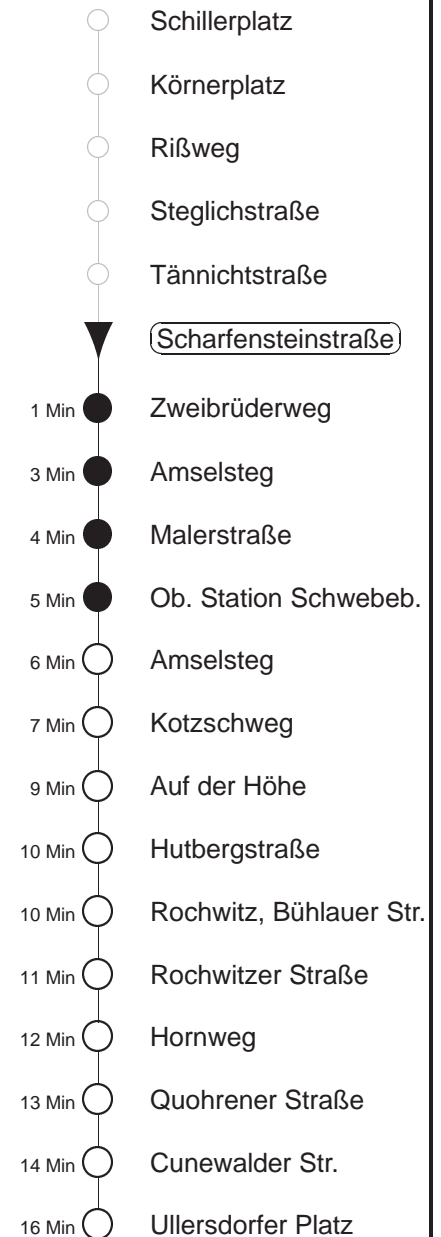 Schillerplatz
Körnerplatz
Rißweg
Steglichstraße
Tännichtstraße
Scharfensteinstraße
1 Min Zweibrüderweg
3 Min Amselsteg
4 Min Malerstraße
5 Min Ob. Station Schwebeb.
6 Min Amselsteg
7 Min Kotzschweg
9 Min Auf der Höhe
10 Min Hutbergstraße
10 Min Rochwitz, Bühlauer Str.
11 Min Rochwitzer Straße
12 Min Hornweg
13 Min Quohrener Straße
14 Min Cunewalder Str.
16 Min Ullersdorfer Platz